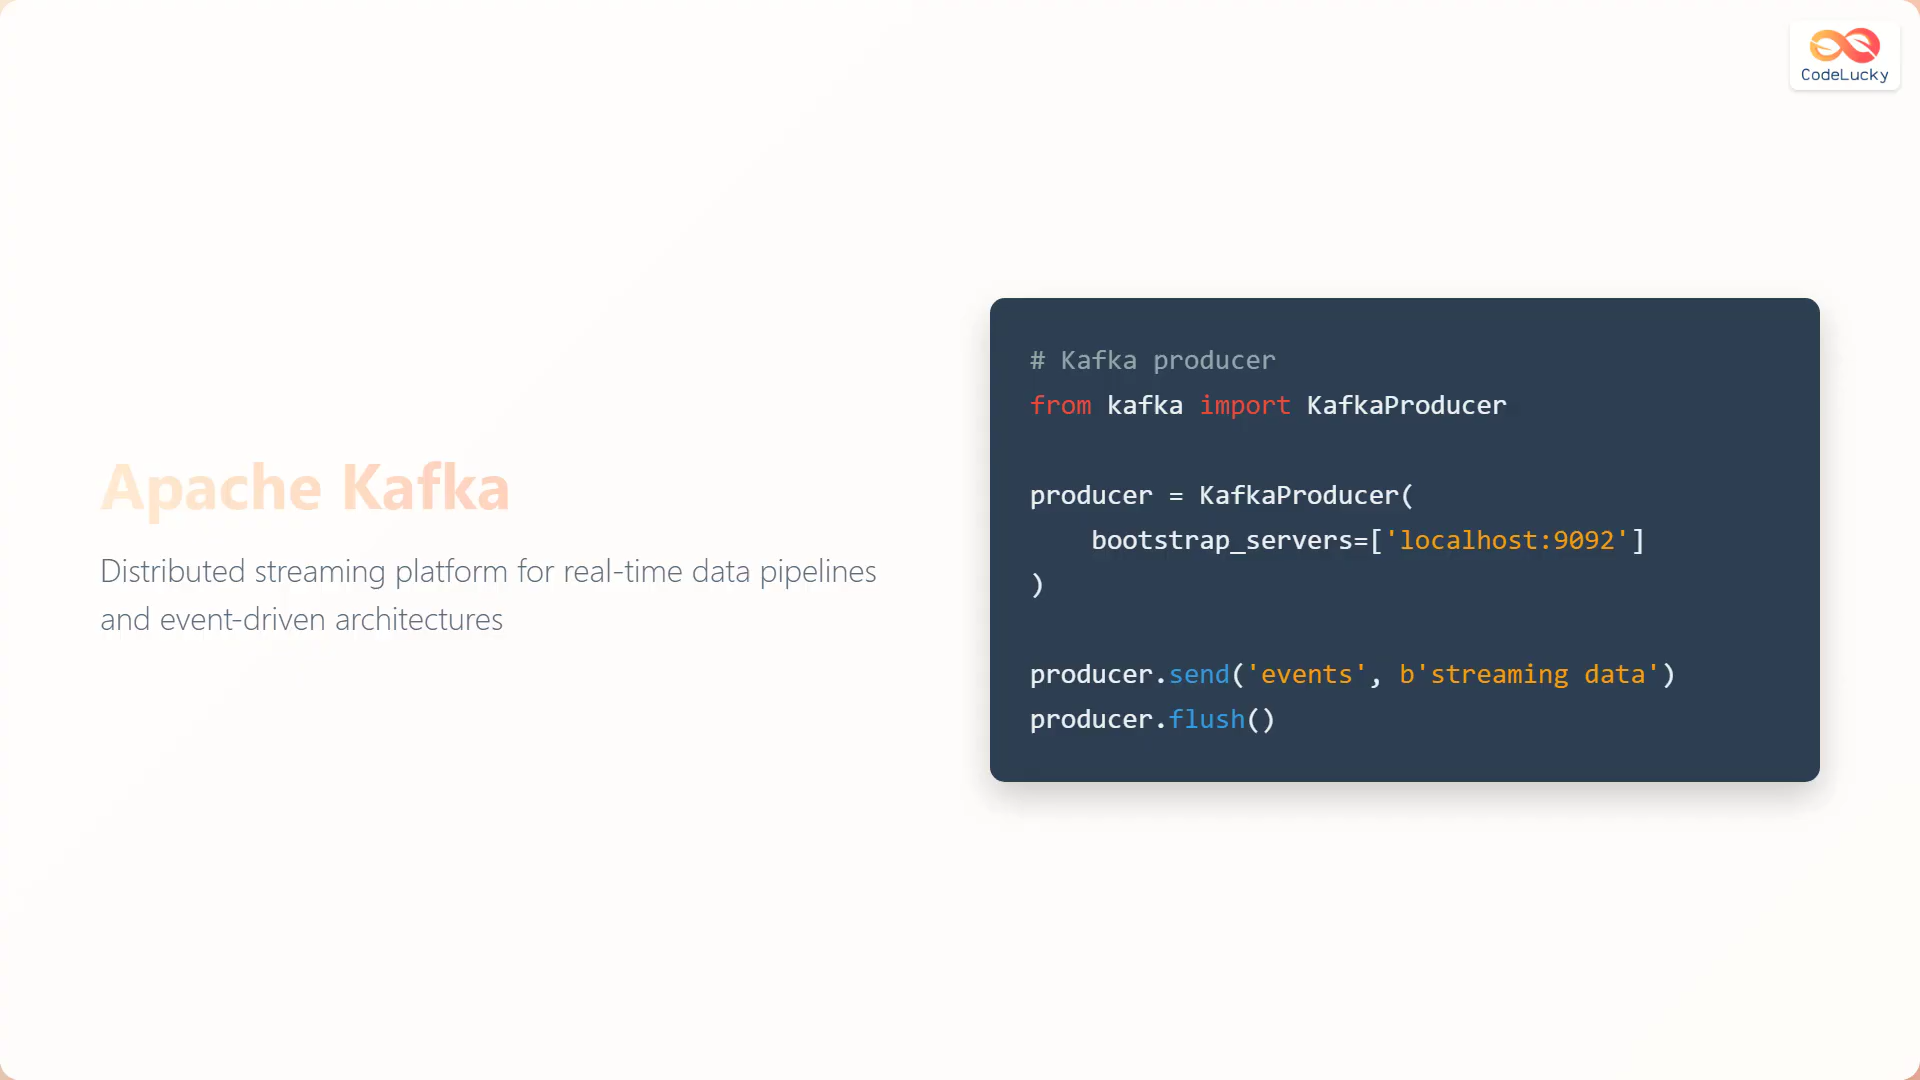 CodeLucky
Apache Kafka
Distributed streaming platform for real-time data pipelines
and event-driven architectures
# Kafka producer
from kafka import KafkaProducer
producer = KafkaProducer(
    bootstrap_servers=['localhost:9092']
)
producer.send('events', b'streaming data')
producer.flush()